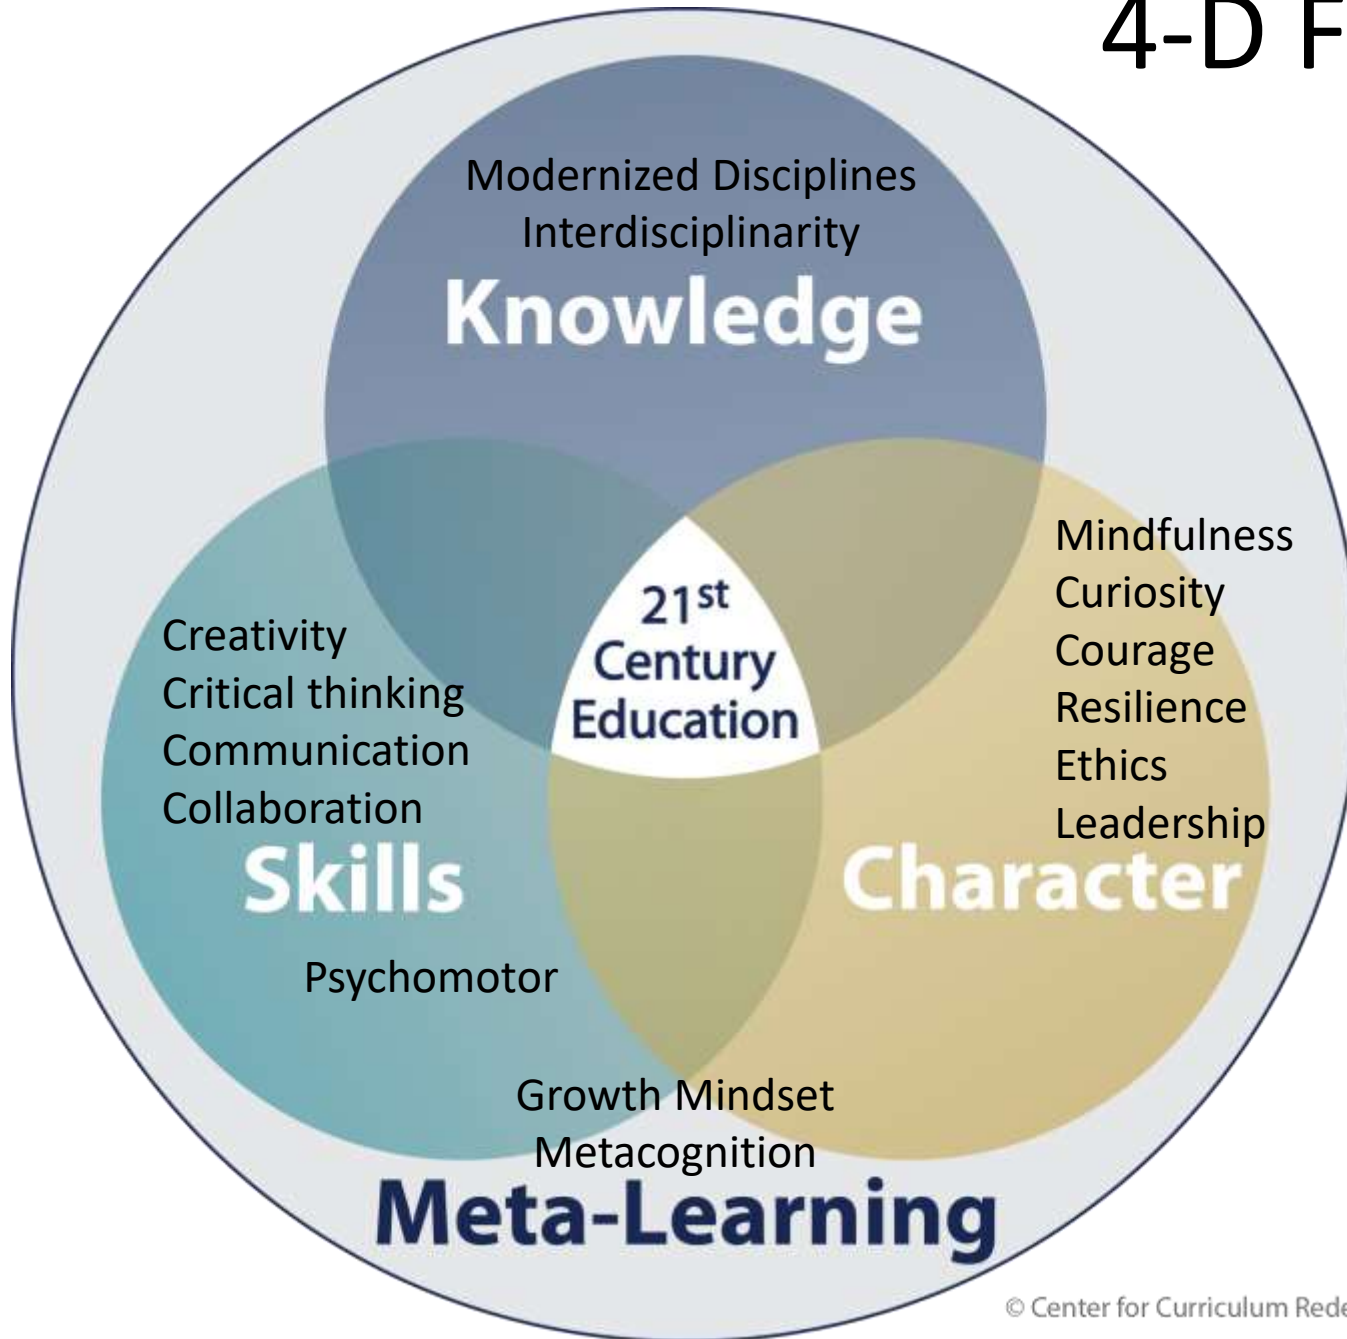 4-D F
Modernized Disciplines
Interdisciplinarity
Knowledge
21st
Century
Education
Creativity
Critical thinking
Communication
Collaboration
Skills
Psychomotor
Mindfulness
Curiosity
Courage
Resilience
Ethics
Leadership
Character
Growth Mindset
Metacognition
Meta-Learning
© Center for Curriculum Rede